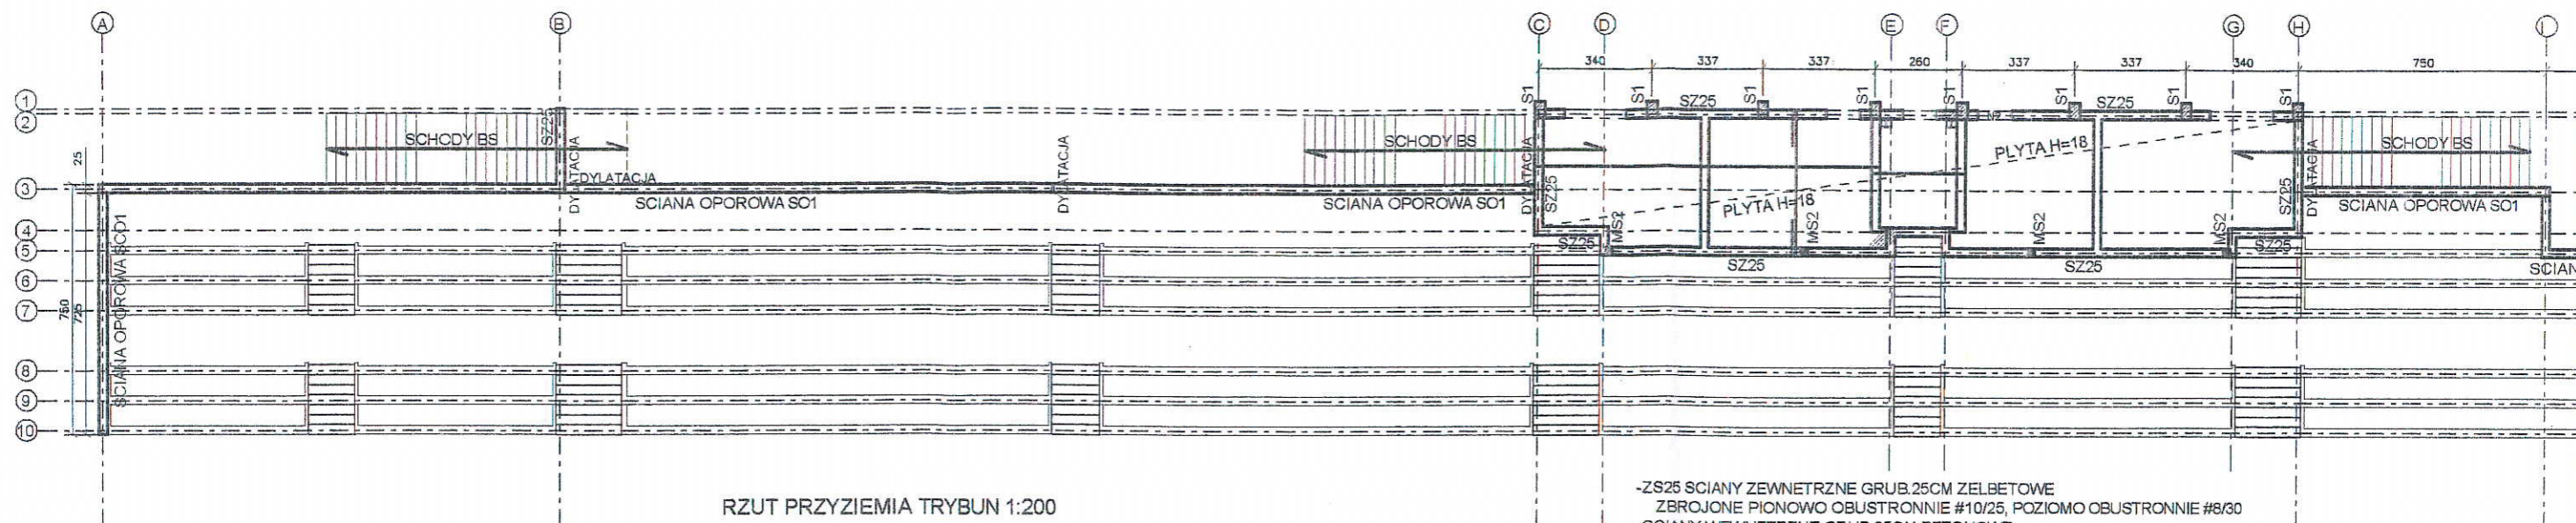 A B C D E F G H I
340 337 337 260 337 337 340 750
1
2
3
4
5
6
7
8
9
10
25
750
725
S1 S1 S1 S1 S1 S1 S1 S1
SZ25 SZ25
SCHODY BS
SZ25
DYLATACJA
DYLATACJA
DYLATACJA
SCHODY BS
DYLATACJA
SZ25
PLYTA H=18
PLYTA H=18
SCHODY BS
SZ25
DYLATACJA
SCIANA OPOROWA SO1
SCIANA OPOROWA SO1
SCIANA OPOROWA SO1
SCIANA OPOROWA SCO1
MS2 MS2 MS2 MS2
SZ25 SZ25
SZ25 SZ25
SCIAN
RZUT PRZYZIEMIA TRYBUN 1:200
-ZS25 SCIANY ZEWNETRZNE GRUB.25CM ZELBETOWE
ZBROJONE PIONOWO OBUSTRONNIE #10/25, POZIOMO OBUSTRONNIE #8/30